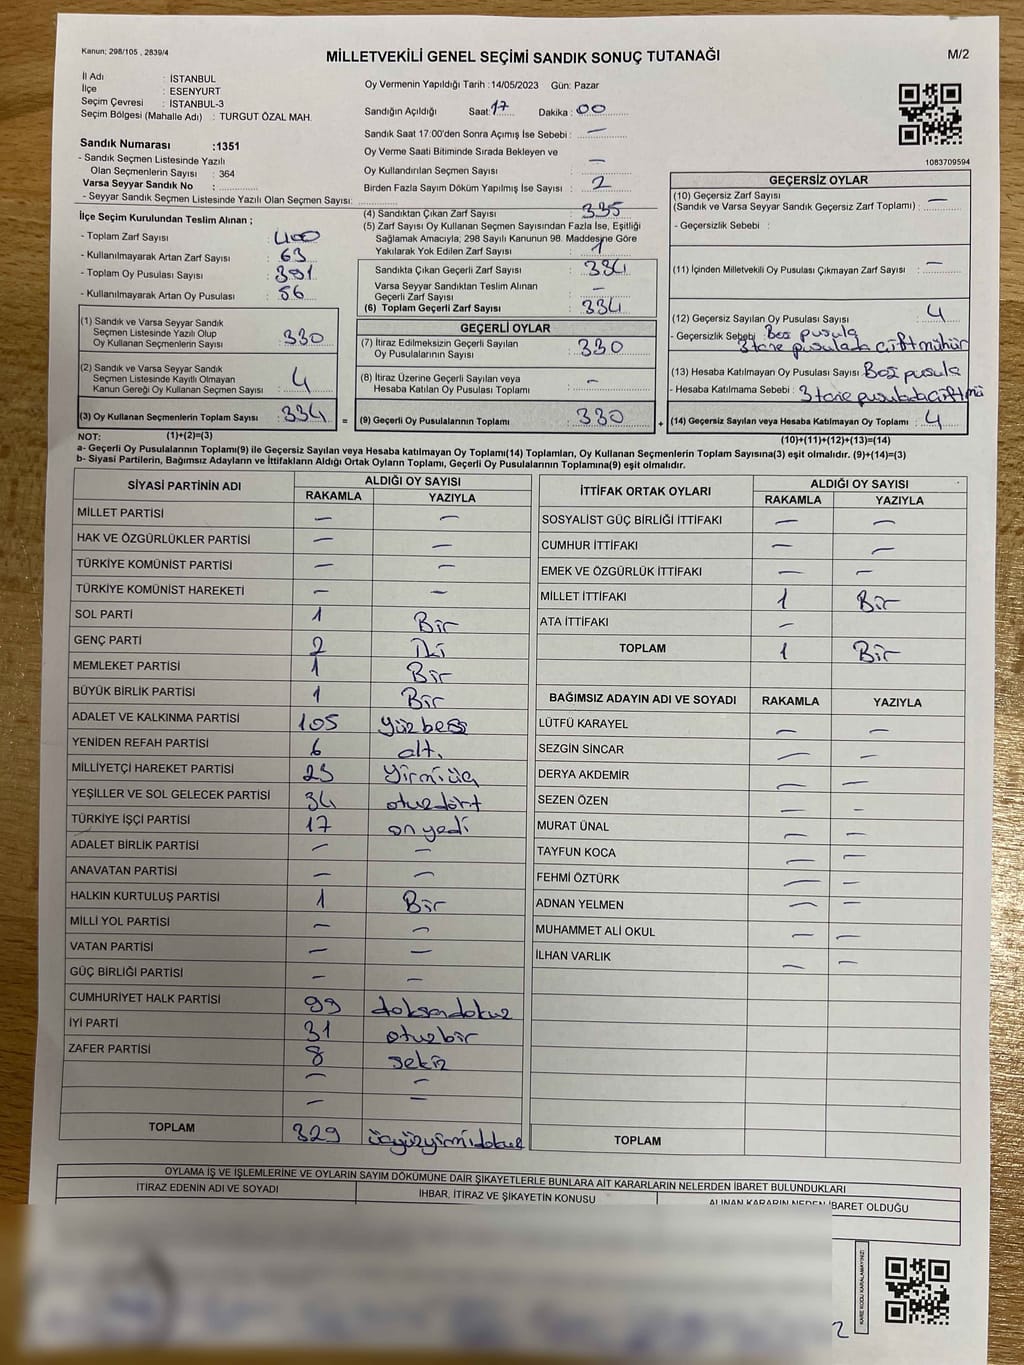 Kanun; 298/105 , 2839/4
MİLLETVEKİLİ GENEL SEÇİMİ SANDIK SONUÇ TUTANAĞI
M/2
İl Adı : İSTANBUL
İlçe : ESENYURT
Seçim Çevresi : İSTANBUL-3
Seçim Bölgesi (Mahalle Adı) : TURGUT ÖZAL MAH.
Sandık Numarası :1351
- Sandık Seçmen Listesinde Yazılı
Olan Seçmenlerin Sayısı : 364
Varsa Seyyar Sandık No :
- Seyyar Sandık Seçmen Listesinde Yazılı Olan Seçmen Sayısı:
İlçe Seçim Kurulundan Teslim Alınan ;
- Toplam Zarf Sayısı : 400
- Kullanılmayarak Artan Zarf Sayısı : 63
- Toplam Oy Pusulası Sayısı : 391
- Kullanılmayarak Artan Oy Pusulası : 56
(1) Sandık ve Varsa Seyyar Sandık
Seçmen Listesinde Yazılı Olup
Oy Kullanan Seçmenlerin Sayısı : 330
(2) Sandık ve Varsa Seyyar Sandık
Seçmen Listesinde Kayıtlı Olmayan
Kanun Gereği Oy Kullanan Seçmen Sayısı : 4
(3) Oy Kullanan Seçmenlerin Toplam Sayısı : 334 =
(1)+(2)=(3)
Oy Vermenin Yapıldığı Tarih :14/05/2023 Gün: Pazar
Sandığın Açıldığı Saat: 17 Dakika : 00
Sandık Saat 17:00'den Sonra Açımış İse Sebebi : —
Oy Verme Saati Bitiminde Sırada Bekleyen ve
Oy Kullandırılan Seçmen Sayısı : —
Birden Fazla Sayım Döküm Yapılmış İse Sayısı : 2
(4) Sandıktan Çıkan Zarf Sayısı : 335
(5) Zarf Sayısı Oy Kullanan Seçmen Sayısından Fazla İse, Eşitliği
Sağlamak Amacıyla; 298 Sayılı Kanunun 98. Maddesine Göre
Yakılarak Yok Edilen Zarf Sayısı : 1
Sandıkta Çıkan Geçerli Zarf Sayısı : 334
Varsa Seyyar Sandıktan Teslim Alınan
Geçerli Zarf Sayısı : —
(6) Toplam Geçerli Zarf Sayısı : 334
GEÇERLİ OYLAR
(7) İtiraz Edilmeksizin Geçerli Sayılan
Oy Pusulalarının Sayısı : 330
(8) İtiraz Üzerine Geçerli Sayılan veya
Hesaba Katılan Oy Pusulası Toplamı : —
(9) Geçerli Oy Pusulalarının Toplamı : 330 +
1083709594
GEÇERSİZ OYLAR
(10) Geçersiz Zarf Sayısı
(Sandık ve Varsa Seyyar Sandık Geçersiz Zarf Toplamı) : —
- Geçersizlik Sebebi :
(11) İçinden Milletvekili Oy Pusulası Çıkmayan Zarf Sayısı : —
(12) Geçersiz Sayılan Oy Pusulası Sayısı : 4
- Geçersizlik Sebebi : Boş pusula
3 tane pusulada çift mühür
(13) Hesaba Katılmayan Oy Pusulası Sayısı : Boş pusula
- Hesaba Katılmama Sebebi : 3 tane pusulada çift mü
(14) Geçersiz Sayılan veya Hesaba Katılmayan Oy Toplamı : 4
(10)+(11)+(12)+(13)=(14)
NOT:
a- Geçerli Oy Pusulalarının Toplamı(9) ile Geçersiz Sayılan veya Hesaba katılmayan Oy Toplamı(14) Toplamları, Oy Kullanan Seçmenlerin Toplam Sayısına(3) eşit olmalıdır. (9)+(14)=(3)
b- Siyasi Partilerin, Bağımsız Adayların ve İttifakların Aldığı Ortak Oyların Toplamı, Geçerli Oy Pusulalarının Toplamına(9) eşit olmalıdır.
SİYASİ PARTİNİN ADI ALDIĞI OY SAYISI
RAKAMLA YAZIYLA
MİLLET PARTİSİ — —
HAK VE ÖZGÜRLÜKLER PARTİSİ — —
TÜRKİYE KOMÜNİST PARTİSİ — —
TÜRKİYE KOMÜNİST HAREKETİ — —
SOL PARTİ 1 Bir
GENÇ PARTİ 2 İki
MEMLEKET PARTİSİ 1 Bir
BÜYÜK BİRLİK PARTİSİ 1 Bir
ADALET VE KALKINMA PARTİSİ 105 yüzbeş
YENİDEN REFAH PARTİSİ 6 altı
MİLLİYETÇİ HAREKET PARTİSİ 23 Yirmiüç
YEŞİLLER VE SOL GELECEK PARTİSİ 34 otuzdört
TÜRKİYE İŞÇİ PARTİSİ 17 onyedi
ADALET BİRLİK PARTİSİ — —
ANAVATAN PARTİSİ — —
HALKIN KURTULUŞ PARTİSİ 1 Bir
MİLLİ YOL PARTİSİ — —
VATAN PARTİSİ — —
GÜÇ BİRLİĞİ PARTİSİ — —
CUMHURİYET HALK PARTİSİ 99 doksandokuz
İYİ PARTİ 31 otuzbir
ZAFER PARTİSİ 8 sekiz
— —
— —
TOPLAM 329 üçyüzyirmidokuz
İTTİFAK ORTAK OYLARI ALDIĞI OY SAYISI
RAKAMLA YAZIYLA
SOSYALİST GÜÇ BİRLİĞİ İTTİFAKI — —
CUMHUR İTTİFAKI — —
EMEK VE ÖZGÜRLÜK İTTİFAKI — —
MİLLET İTTİFAKI 1 Bir
ATA İTTİFAKI —
TOPLAM 1 Bir
BAĞIMSIZ ADAYIN ADI VE SOYADI RAKAMLA YAZIYLA
LÜTFÜ KARAYEL — —
SEZGİN SİNCAR — —
DERYA AKDEMİR — —
SEZEN ÖZEN — —
MURAT ÜNAL — —
TAYFUN KOCA — —
FEHMİ ÖZTÜRK — —
ADNAN YELMEN — —
MUHAMMET ALİ OKUL — —
İLHAN VARLIK — —
TOPLAM
OYLAMA İŞ VE İŞLEMLERİNE VE OYLARIN SAYIM DÖKÜMÜNE DAİR ŞİKAYETLERLE BUNLARA AİT KARARLARIN NELERDEN İBARET BULUNDUKLARI
İTİRAZ EDENİN ADI VE SOYADI İHBAR, İTİRAZ VE ŞİKAYETİN KONUSU ALINAN KARARIN NEDEN İBARET OLDUĞU
KARE KODU KARALAMAYINIZ!
2